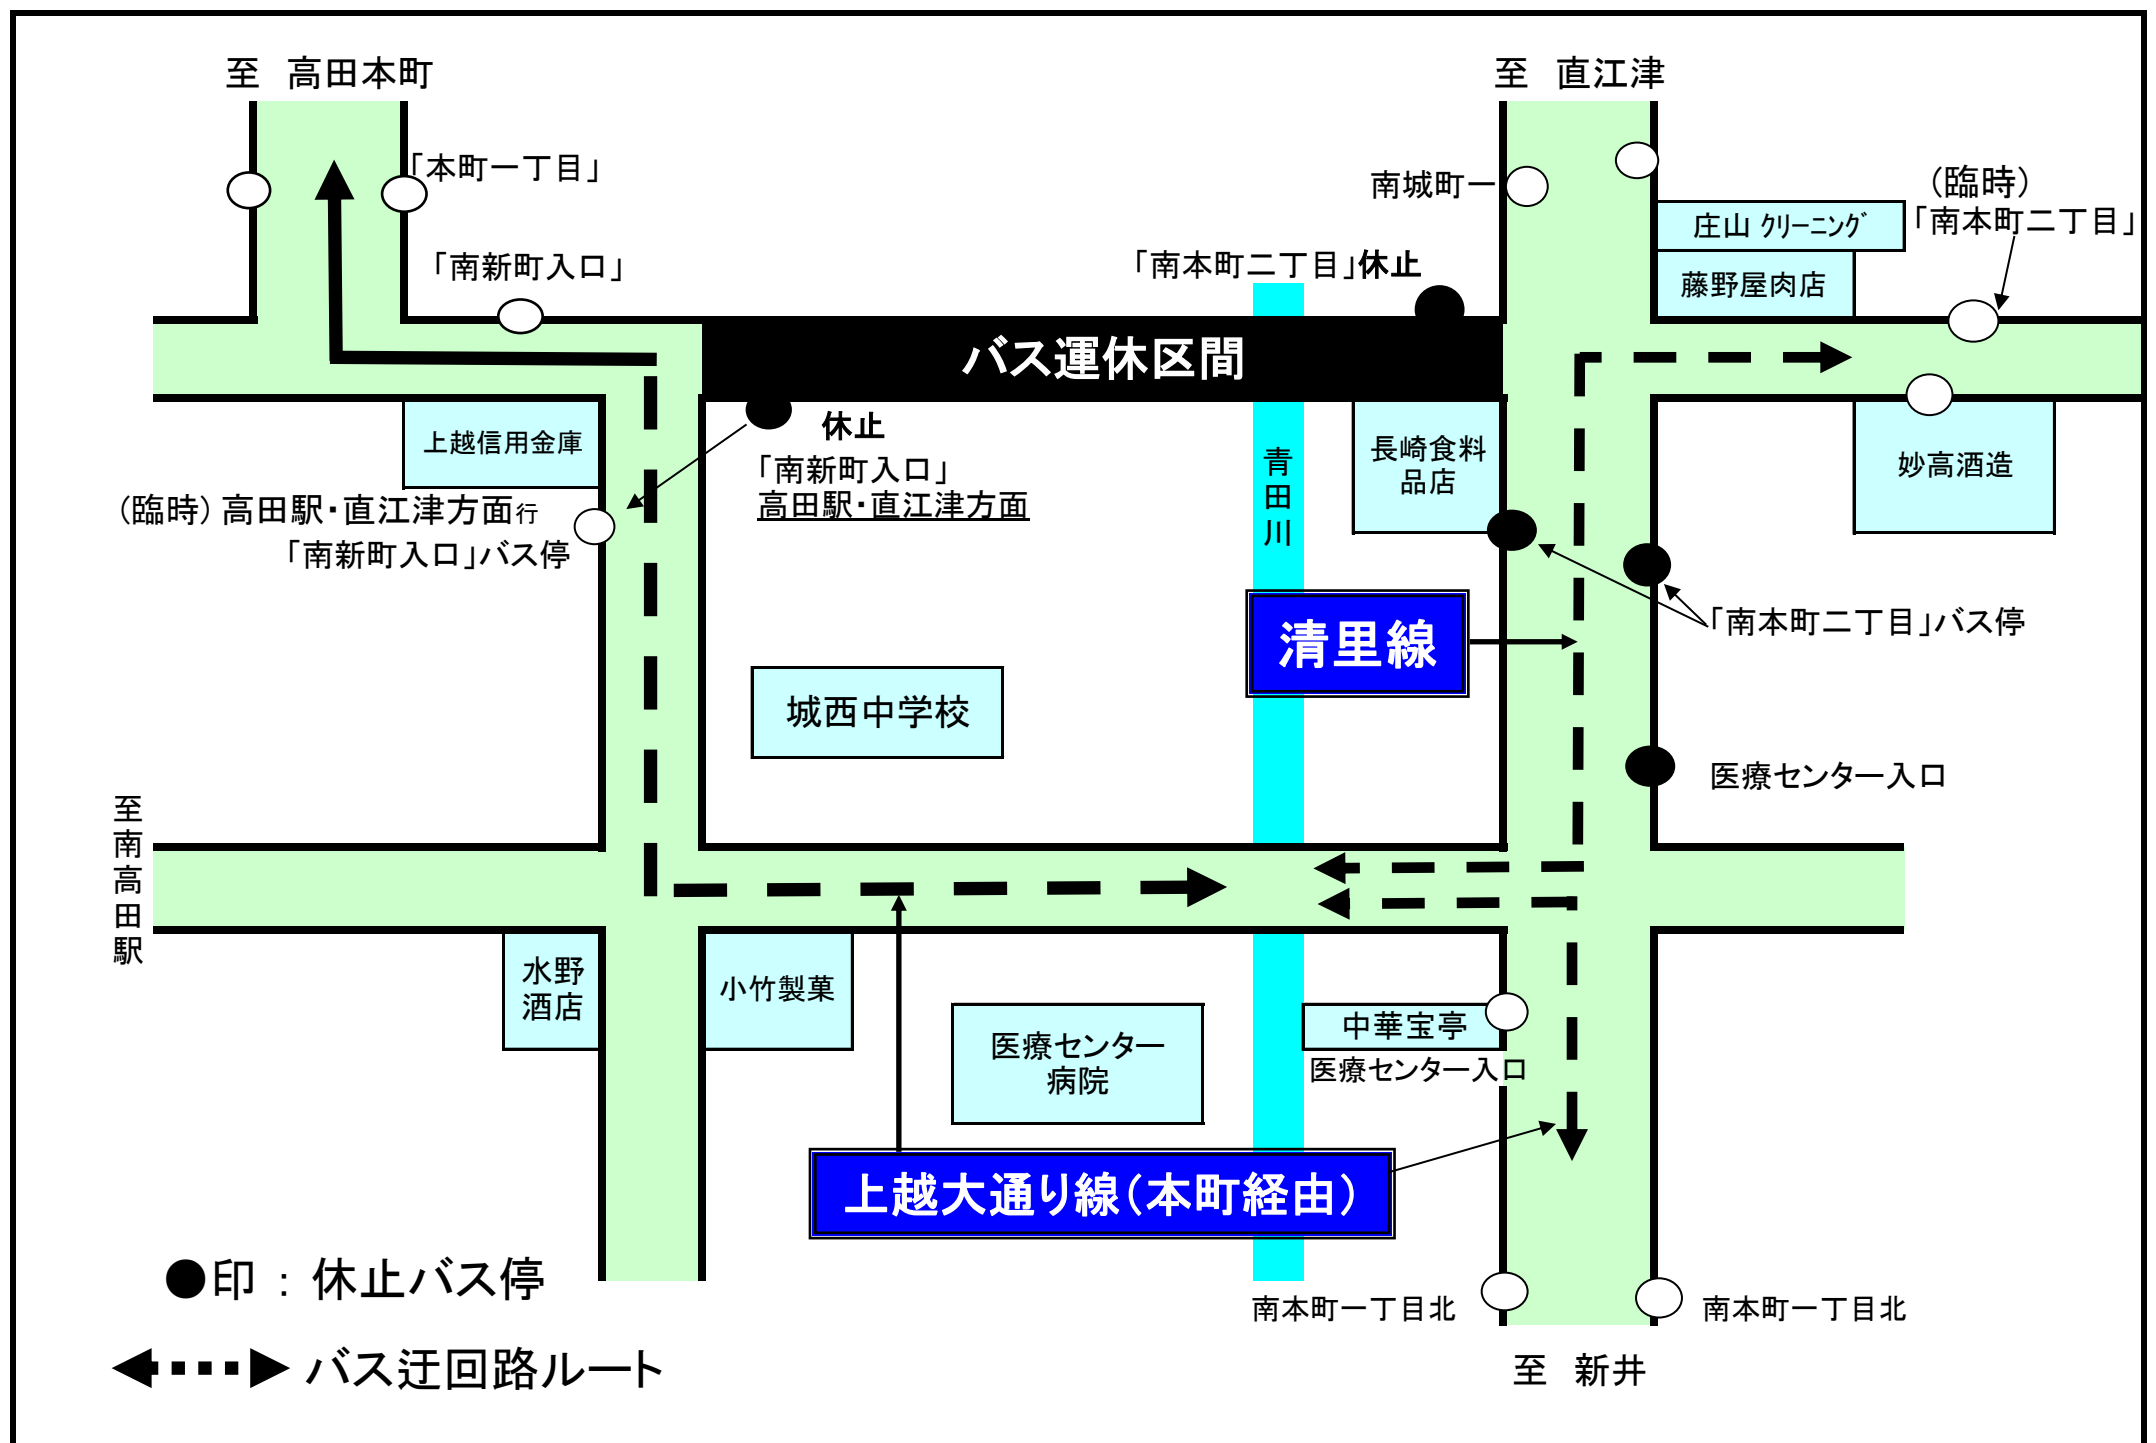 至　高田本町
至　直江津
「本町一丁目」
南城町一
（臨時）
「南本町二丁目」
庄山 ｸﾘｰﾆﾝｸﾞ
「南新町入口」
「南本町二丁目」休止
藤野屋肉店
バス運休区間
休止
「南新町入口」
高田駅・直江津方面
上越信用金庫
青田川
長崎食料
品店
妙高酒造
（臨時）高田駅・直江津方面行
「南新町入口」バス停
清里線
「南本町二丁目」バス停
城西中学校
医療センター入口
至南高田駅
水野
酒店
小竹製菓
医療センター
病院
中華宝亭
医療センター入口
上越大通り線（本町経由）
●印 : 休止バス停
南本町一丁目北
南本町一丁目北
バス迂回路ルート
至　新井